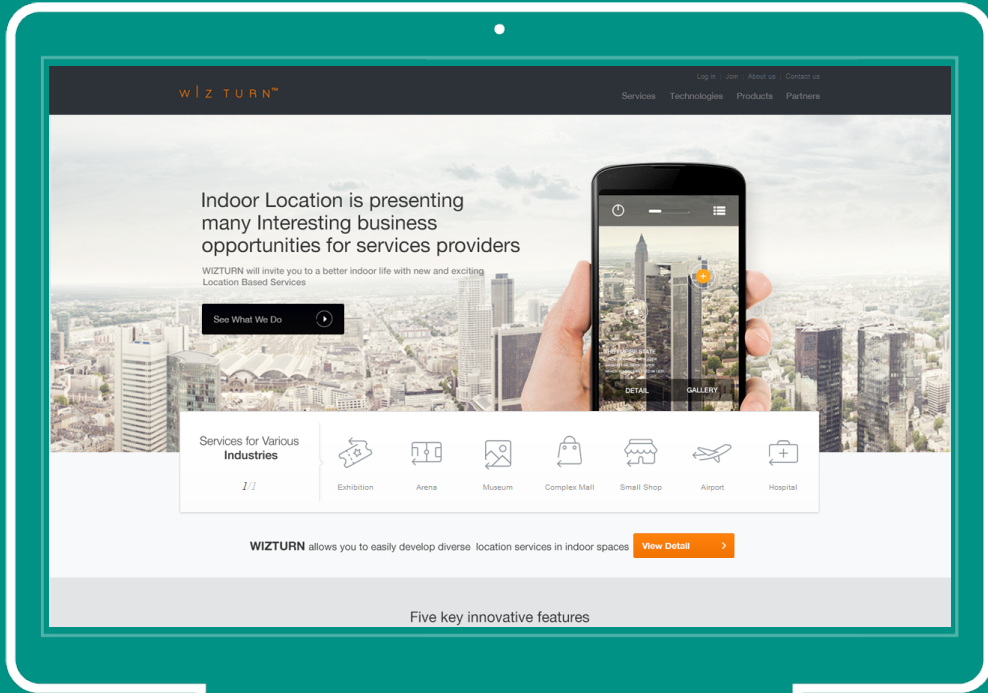 Log in | Join | About us | Contact us
wiz TURN™
Services Technologies Products Partners
Indoor Location is presenting
many Interesting business
opportunities for services providers
WIZTURN will invite you to a better indoor life with new and exciting
Location Based Services
See What We Do
DETAIL GALLERY
Services for Various
Industries
1/1
Exhibition Arena Museum Complex Mall Small Shop Airport Hospital
WIZTURN allows you to easily develop diverse location services in indoor spaces
View Detail
Five key innovative features